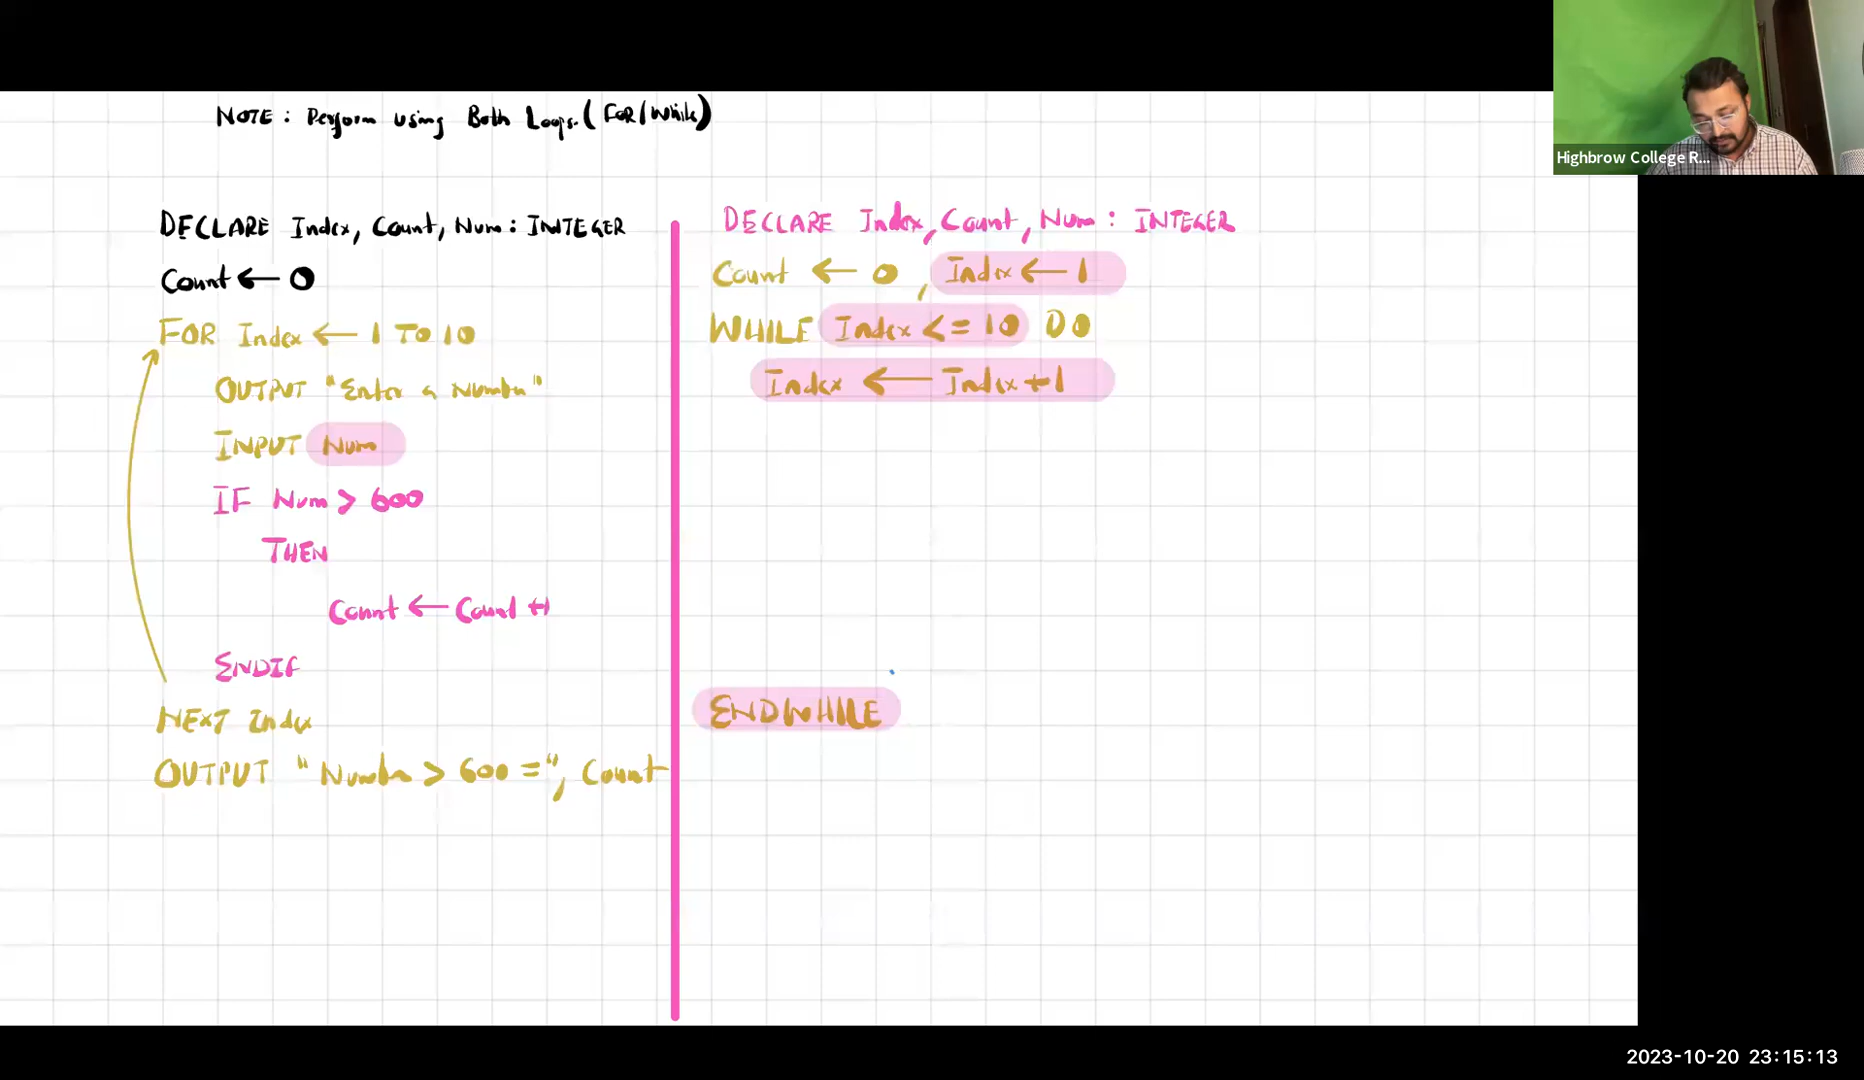 NOTE : Perform using Both Loops. (FOR/While)
Highbrow College R...
DECLARE Index, Count, Num : INTEGER
Count ← 0
FOR Index ← 1 TO 10
OUTPUT "Enter a Number"
INPUT Num
IF Num > 600
THEN
Count ← Count +1
ENDIF
NEXT Index
OUTPUT "Number > 600 =", Count
DECLARE Index, Count, Num : INTEGER
Count ← 0, Index ← 1
WHILE Index <= 10 DO
Index ← Index +1
ENDWHILE
2023-10-20 23:15:13